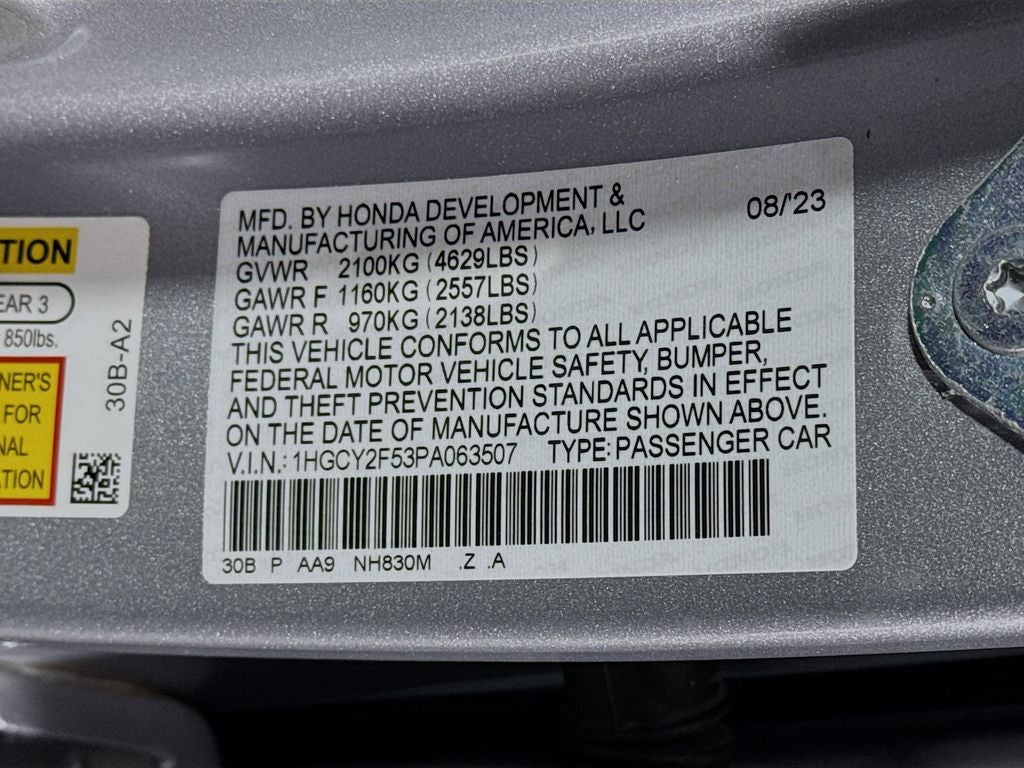 TION
EAR 3
850lbs.
NER'S
FOR
NAL
TION
30B-A2
MFD. BY HONDA DEVELOPMENT &
MANUFACTURING OF AMERICA, LLC
08/'23
GVWR 2100KG (4629LBS)
GAWR F 1160KG (2557LBS)
GAWR R 970KG (2138LBS)
THIS VEHICLE CONFORMS TO ALL APPLICABLE
FEDERAL MOTOR VEHICLE SAFETY, BUMPER,
AND THEFT PREVENTION STANDARDS IN EFFECT
ON THE DATE OF MANUFACTURE SHOWN ABOVE.
V.I.N.: 1HGCY2F53PA063507 TYPE: PASSENGER CAR
30B P AA9 NH830M .Z .A